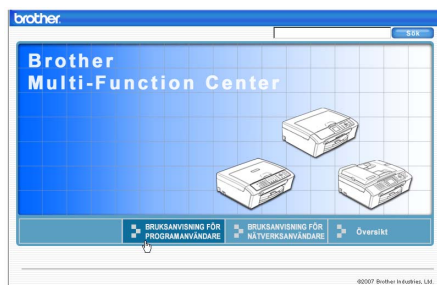 brother.
Sök
Brother
Multi-Function Center
BRUKSANVISNING FÖR
PROGRAMANVÄNDARE
BRUKSANVISNING FÖR
NÄTVERKSANVÄNDARE
Översikt
©2007 Brother Industries, Ltd.